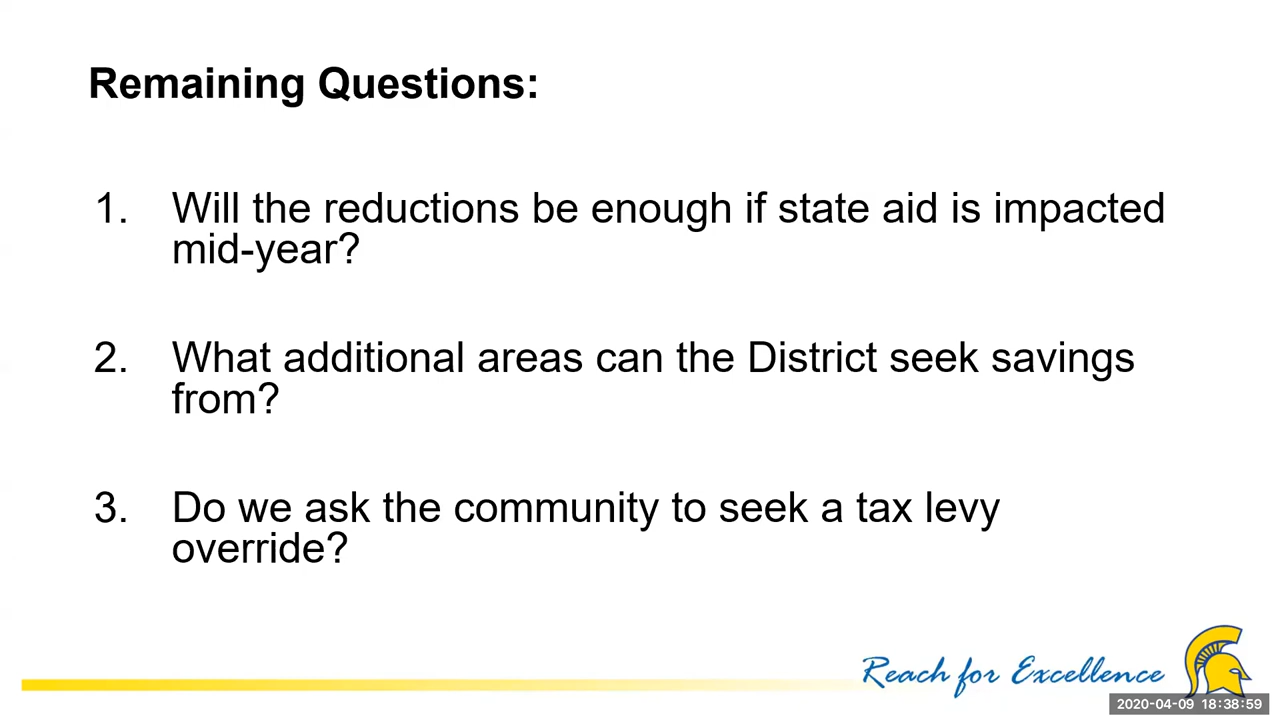 Remaining Questions:
1. Will the reductions be enough if state aid is impacted
mid-year?
2. What additional areas can the District seek savings
from?
3. Do we ask the community to seek a tax levy
override?
Reach for Excellence
2020-04-09 18:38:59